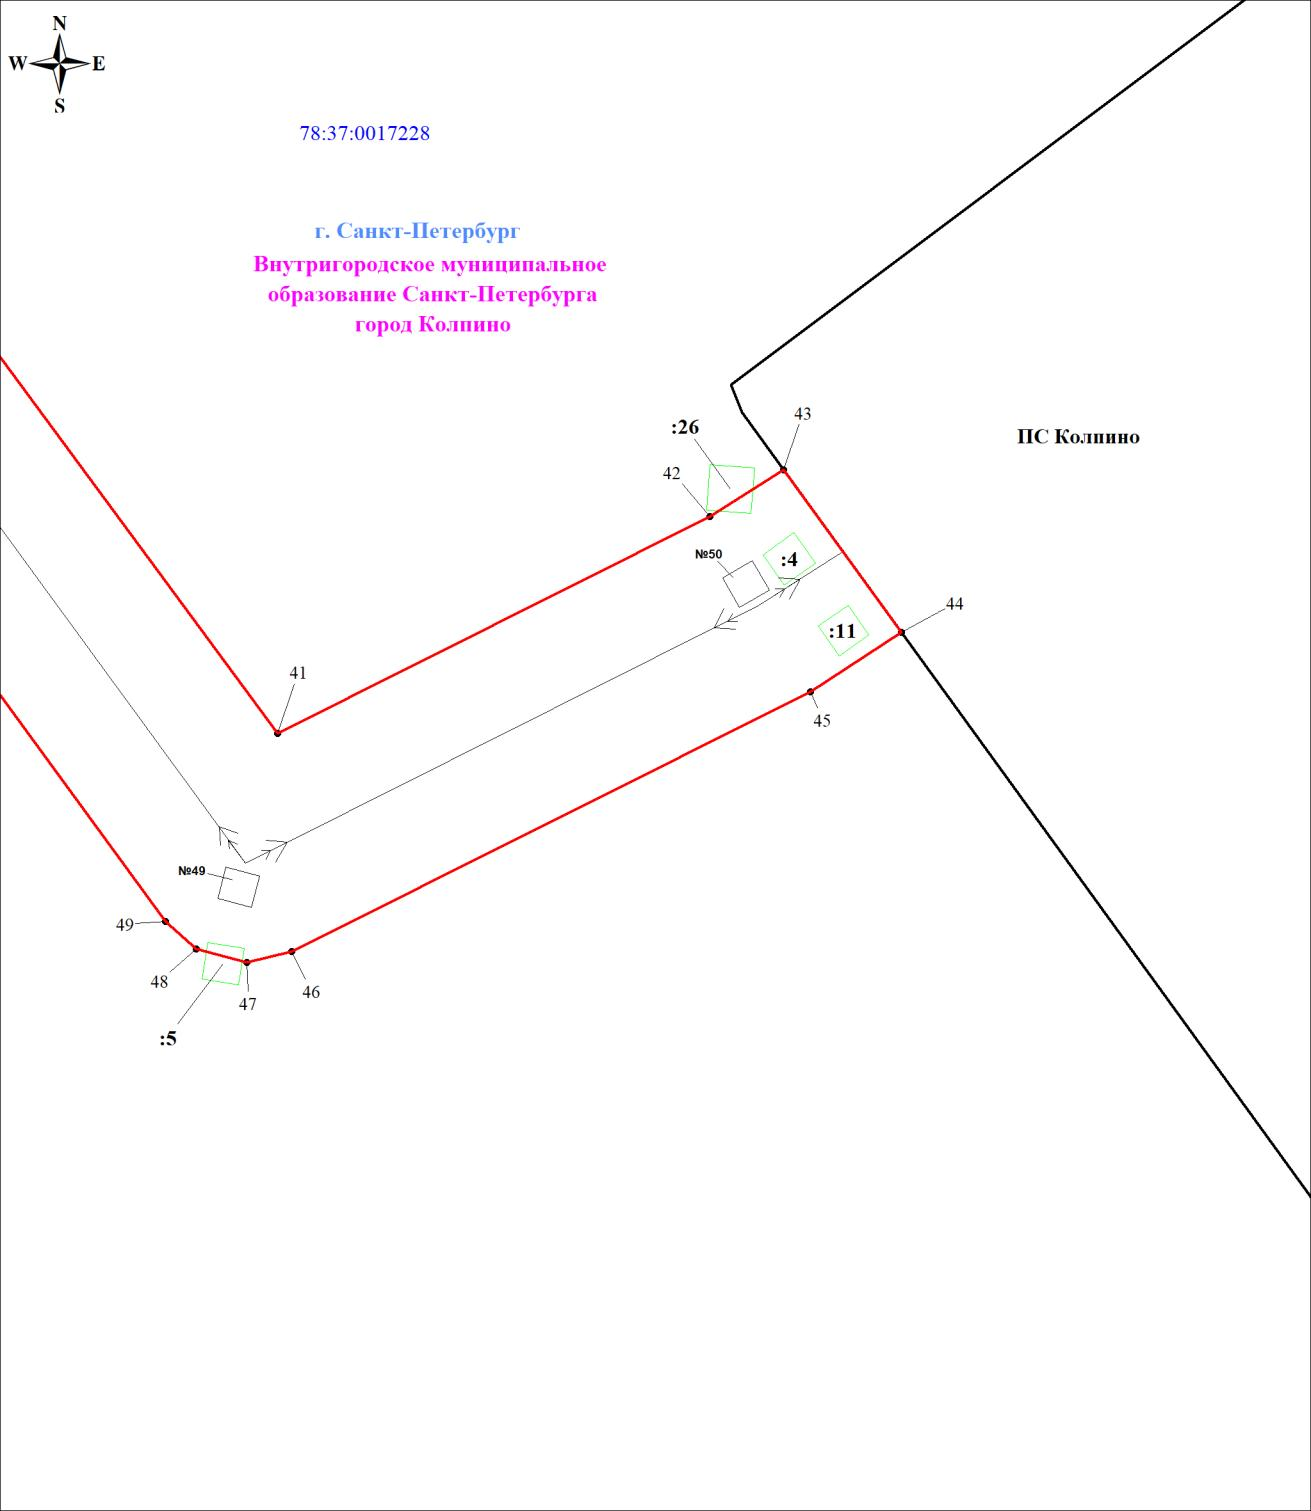 N
W E
S
78:37:0017228
г. Санкт-Петербург
Внутригородское муниципальное
образование Санкт-Петербурга
город Колпино
43
:26
ПС Колпино
42
№50
:4
44
:11
41
45
№49
49
48
46
47
:5